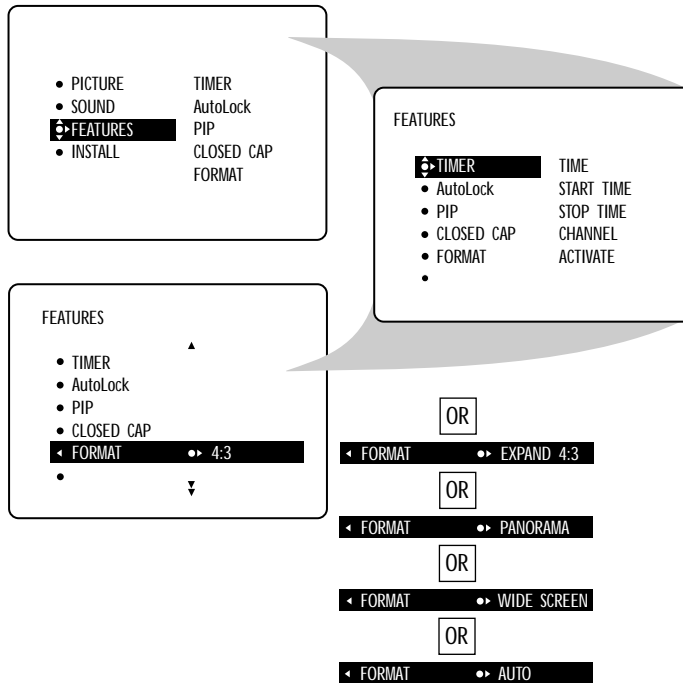 PICTURE TIMER
SOUND AutoLock
FEATURES PIP
INSTALL CLOSED CAP
FORMAT
FEATURES
TIMER TIME
AutoLock START TIME
PIP STOP TIME
CLOSED CAP CHANNEL
FORMAT ACTIVATE
FEATURES
TIMER
AutoLock
PIP
CLOSED CAP
FORMAT 4:3
OR
FORMAT EXPAND 4:3
OR
FORMAT PANORAMA
OR
FORMAT WIDE SCREEN
OR
FORMAT AUTO